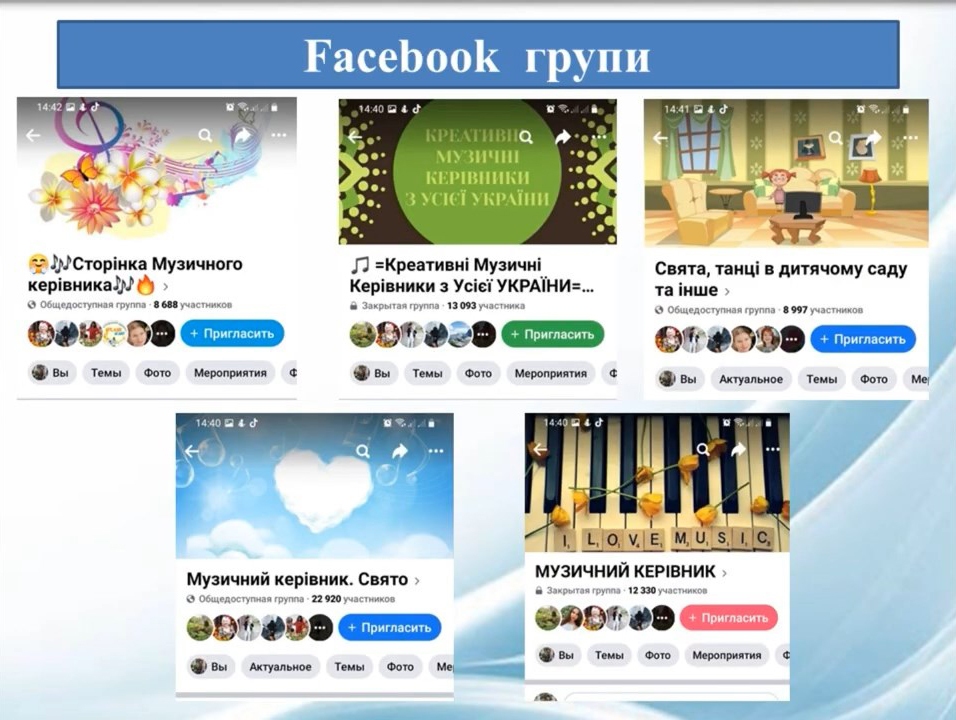 Facebook групи
14:42
🤗🎶Сторінка Музичного
керівника🎶🔥 ›
Общедоступная группа · 8 688 участников
+ Пригласить
Вы Темы Фото Мероприятия Ф
14:40
КРЕАТИВНІ
МУЗИЧНІ
КЕРІВНИКИ
З УСІЄЇ УКРАЇНИ
🎵 =Креативні Музичні
Керівники з Усієї УКРАЇНИ=...
Закрытая группа · 13 093 участника
+ Пригласить
Вы Темы Фото Мероприятия Ф
14:41
Свята, танці в дитячому саду
та інше ›
Общедоступная группа · 8 997 участников
+ Пригласить
Вы Актуальное Темы Фото Ме
14:40
Музичний керівник. Свято ›
Общедоступная группа · 22 920 участников
+ Пригласить
Вы Актуальное Темы Фото Ме
14:40
I LOVE MUSIC
МУЗИЧНИЙ КЕРІВНИК ›
Закрытая группа · 12 330 участников
+ Пригласить
Вы Темы Фото Мероприятия Ф